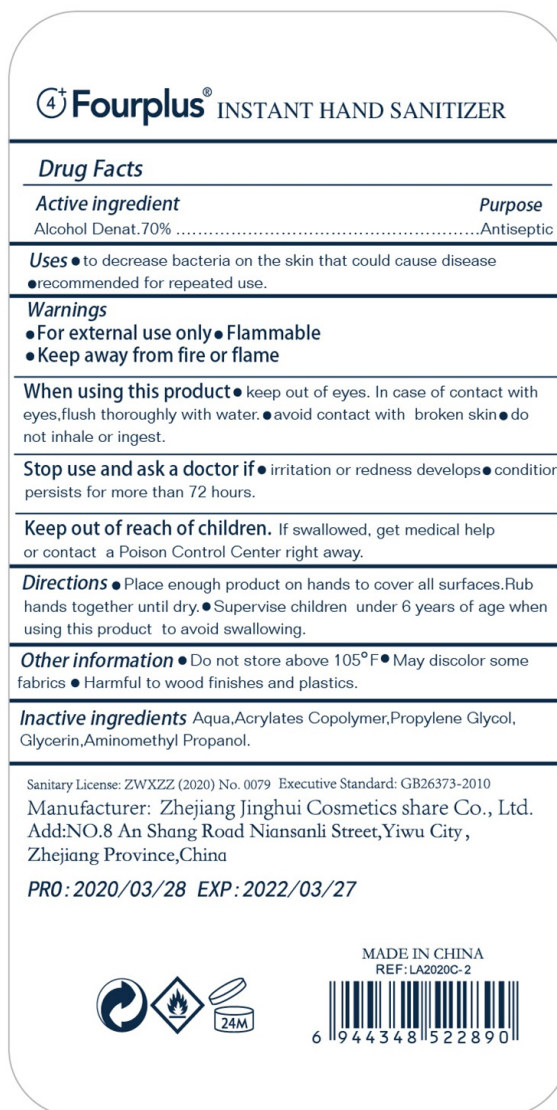 4+ Fourplus® INSTANT HAND SANITIZER
Drug Facts
Active ingredient Purpose
Alcohol Denat.70% ........................................................Antiseptic
Uses ● to decrease bacteria on the skin that could cause disease
●recommended for repeated use.
Warnings
●For external use only● Flammable
●Keep away from fire or flame
When using this product● keep out of eyes. In case of contact with
eyes,flush thoroughly with water.●avoid contact with broken skin● do
not inhale or ingest.
Stop use and ask a doctor if● irritation or redness develops● condition
persists for more than 72 hours.
Keep out of reach of children. If swallowed, get medical help
or contact a Poison Control Center right away.
Directions ● Place enough product on hands to cover all surfaces.Rub
hands together until dry.●Supervise children under 6 years of age when
using this product to avoid swallowing.
Other information ● Do not store above 105°F● May discolor some
fabrics ● Harmful to wood finishes and plastics.
Inactive ingredients Aqua,Acrylates Copolymer,Propylene Glycol,
Glycerin,Aminomethyl Propanol.
Sanitary License: ZWXZZ (2020) No. 0079 Executive Standard: GB26373-2010
Manufacturer: Zhejiang Jinghui Cosmetics share Co., Ltd.
Add:NO.8 An Shang Road Niansanli Street,Yiwu City,
Zhejiang Province,China
PRO: 2020/03/28 EXP: 2022/03/27
MADE IN CHINA
REF:LA2020C-2
24M
6 944348 522890